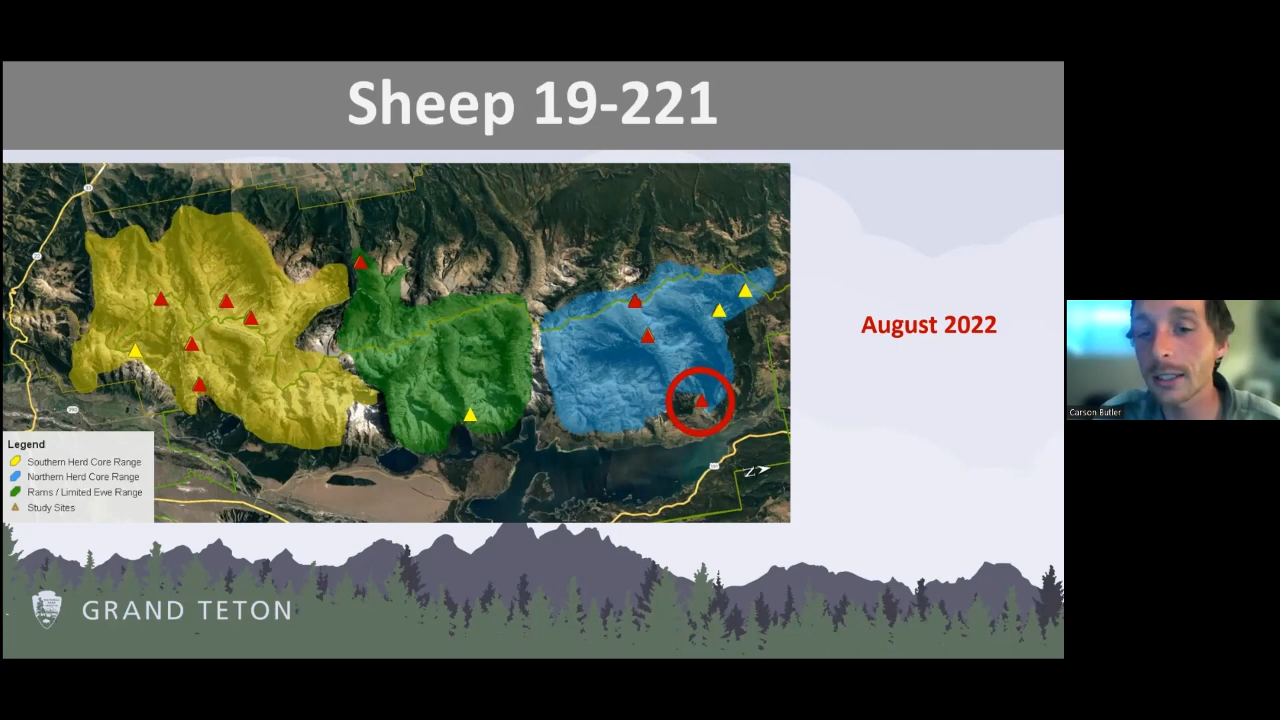 Sheep 19-221
August 2022
Legend
Southern Herd Core Range
Northern Herd Core Range
Rams / Limited Ewe Range
Study Sites
N
GRAND TETON
Carson Butler